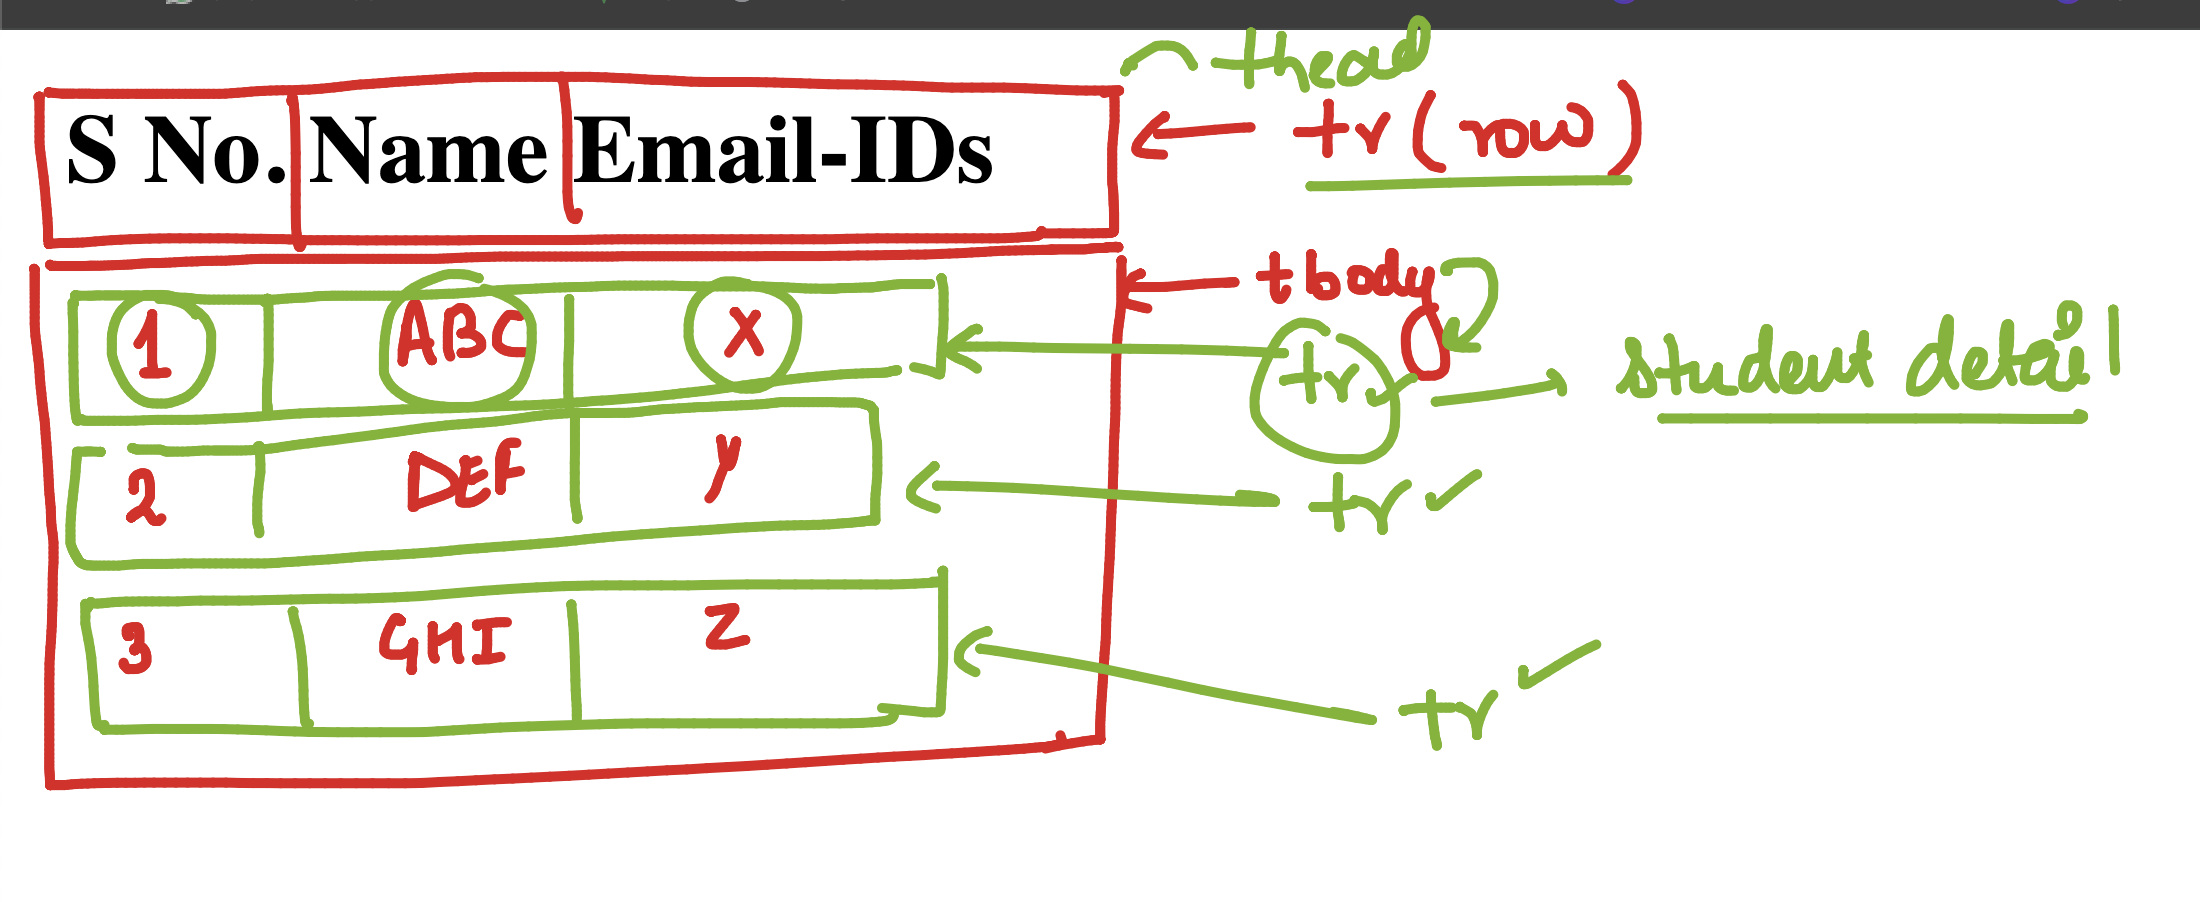 thead
S No. Name Email-IDs
tr (row)
tbody
1 ABC X
tr
student detail
2 DEF y
tr
3 GHI Z
tr